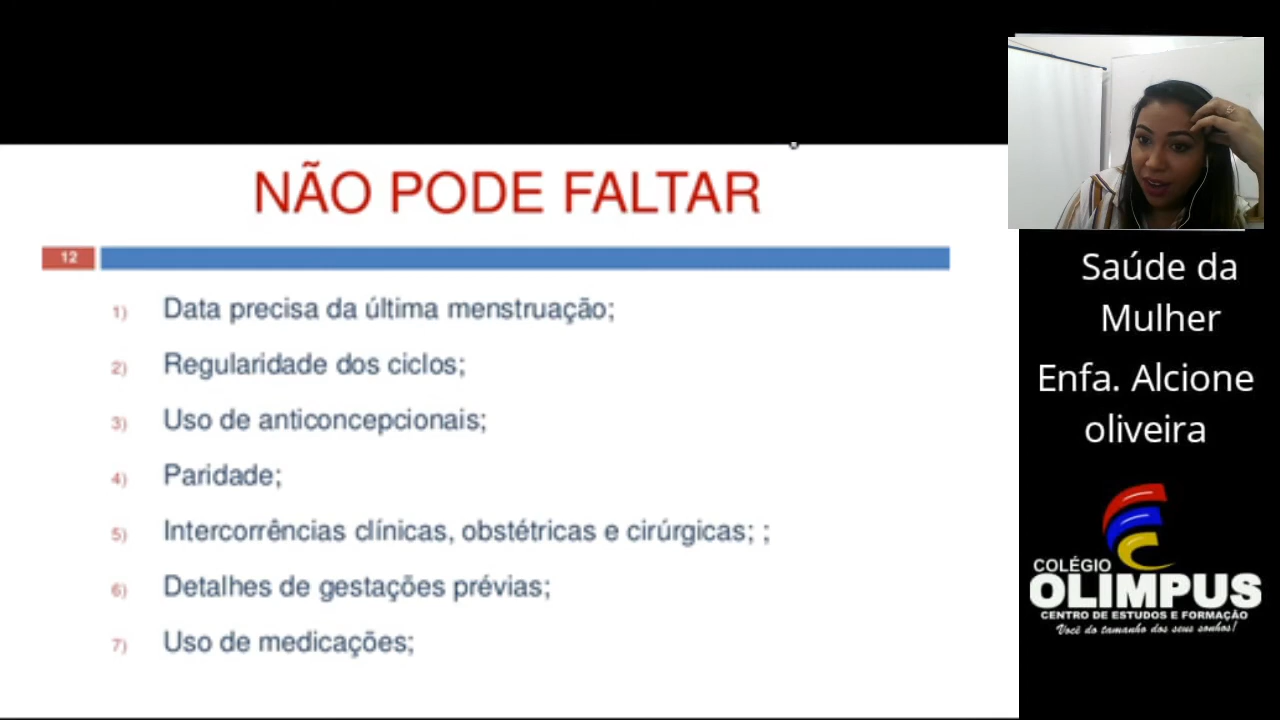 NÃO PODE FALTAR
12
1) Data precisa da última menstruação;
2) Regularidade dos ciclos;
3) Uso de anticoncepcionais;
4) Paridade;
5) Intercorrências clínicas, obstétricas e cirúrgicas; ;
6) Detalhes de gestações prévias;
7) Uso de medicações;
Saúde da
Mulher
Enfa. Alcione
oliveira
COLÉGIO
OLIMPUS
CENTRO DE ESTUDOS E FORMAÇÃO
Você do tamanho dos seus sonhos!